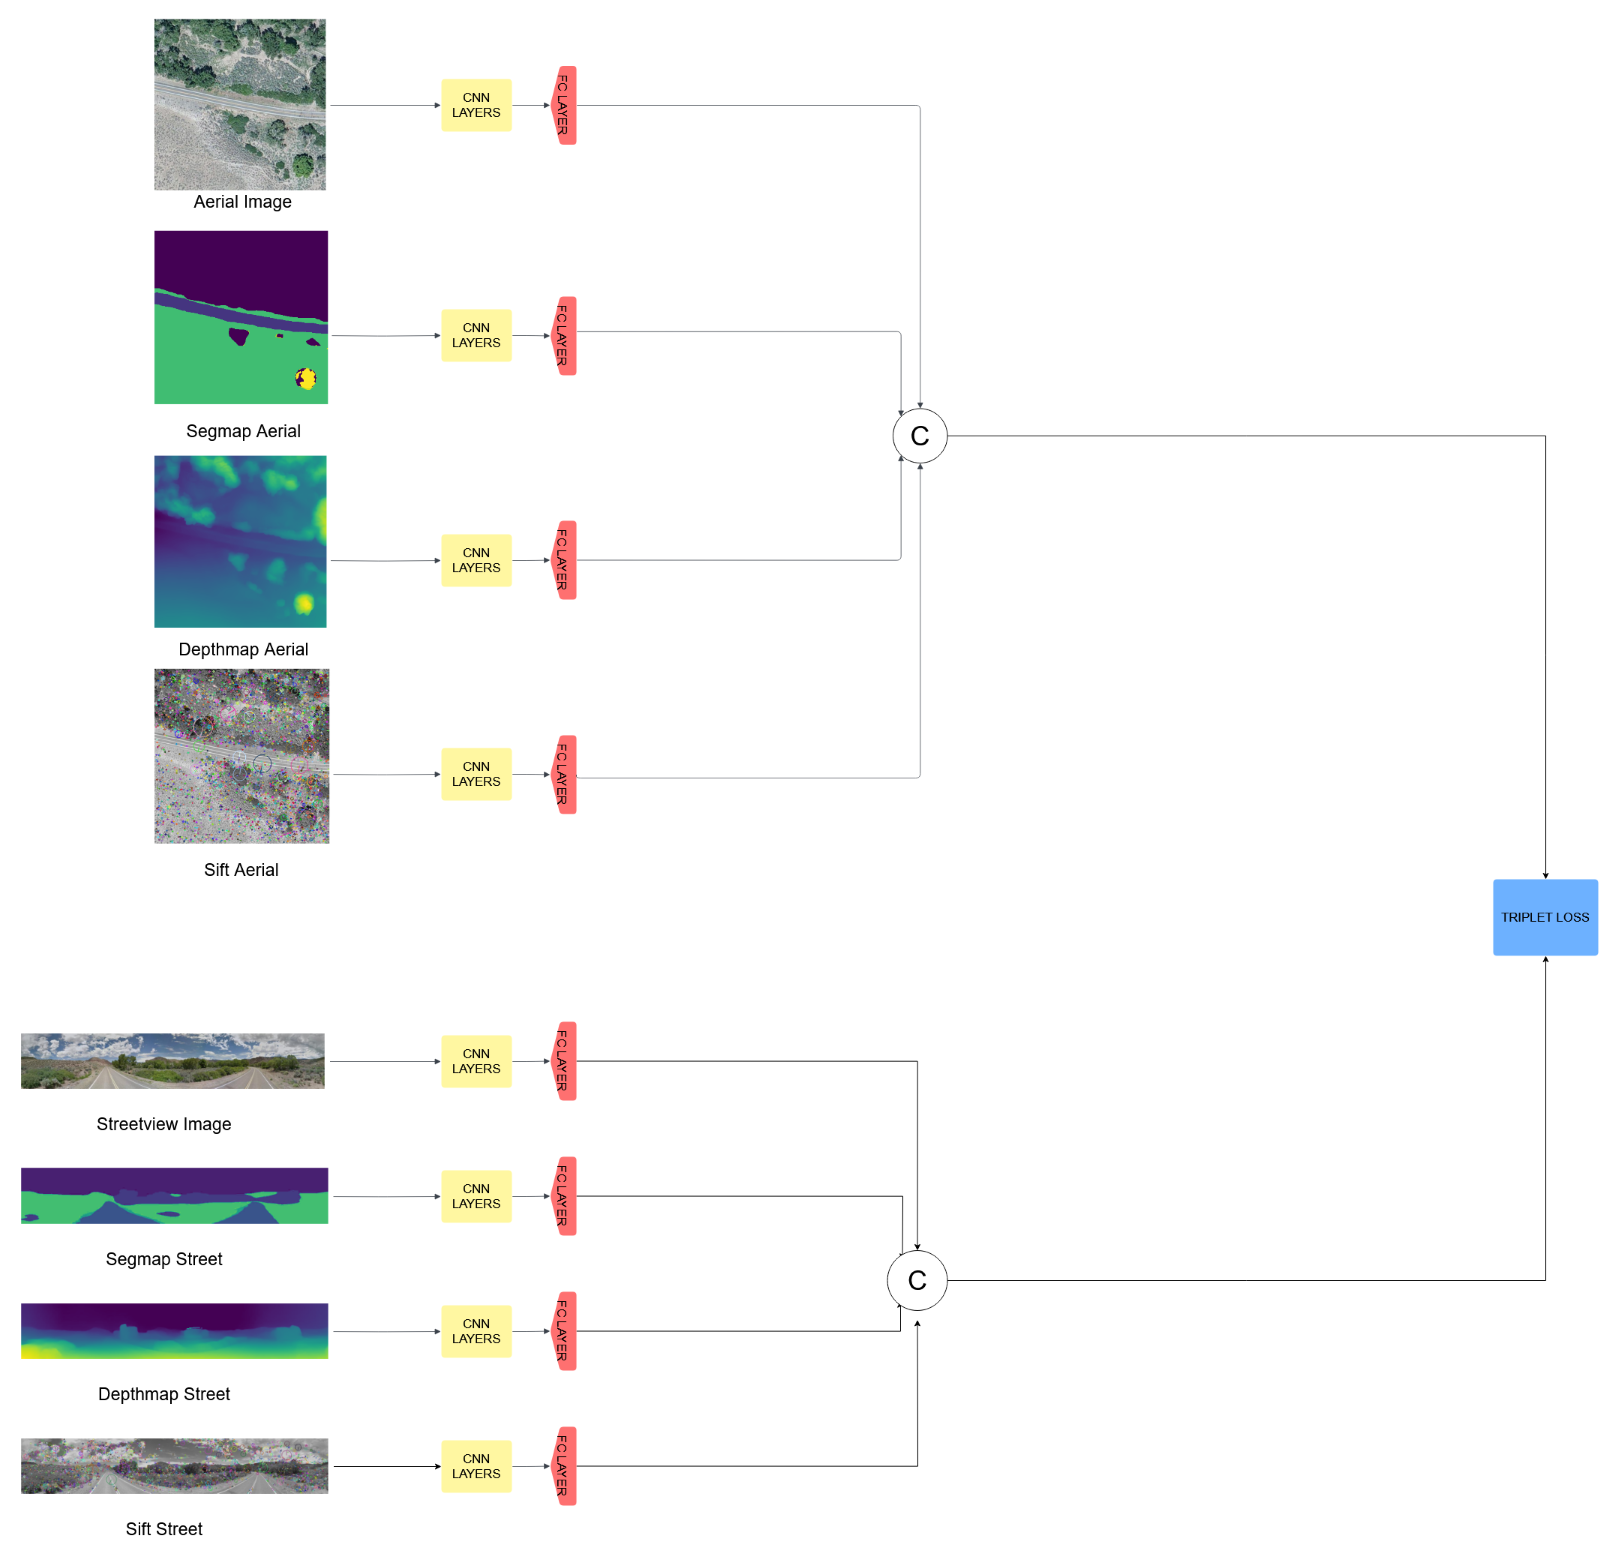 CNN
LAYERS
FC LAYER
Aerial Image
CNN
LAYERS
FC LAYER
C
Segmap Aerial
CNN
LAYERS
FC LAYER
Depthmap Aerial
CNN
LAYERS
FC LAYER
Sift Aerial
TRIPLET LOSS
CNN
LAYERS
FC LAYER
Streetview Image
CNN
LAYERS
FC LAYER
Segmap Street
C
CNN
LAYERS
FC LAYER
Depthmap Street
CNN
LAYERS
FC LAYER
Sift Street